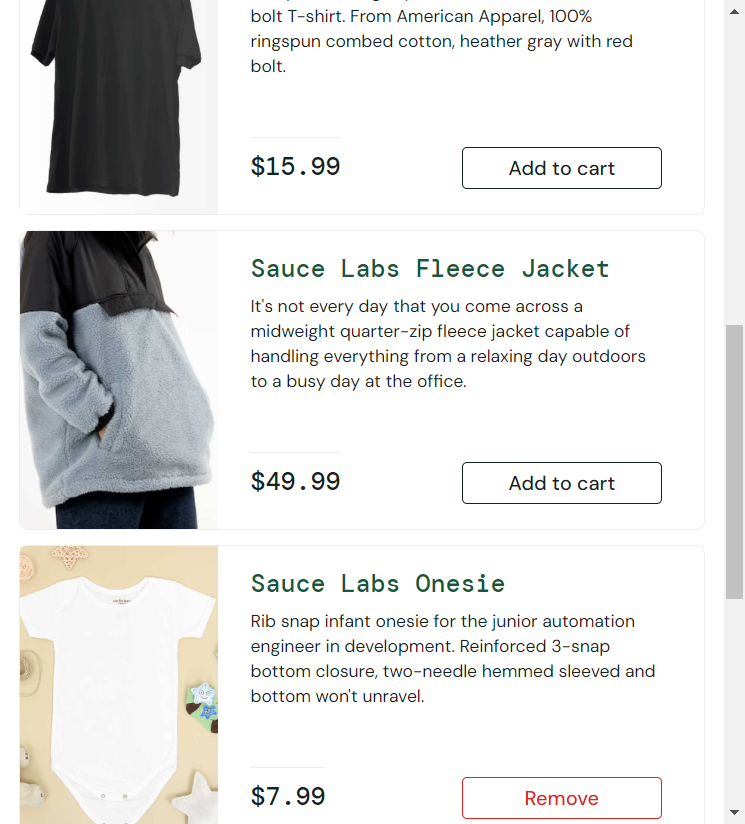 bolt T-shirt. From American Apparel, 100%
ringspun combed cotton, heather gray with red
bolt.
$15.99
Add to cart
Sauce Labs Fleece Jacket
It's not every day that you come across a
midweight quarter-zip fleece jacket capable of
handling everything from a relaxing day outdoors
to a busy day at the office.
$49.99
Add to cart
Sauce Labs Onesie
Rib snap infant onesie for the junior automation
engineer in development. Reinforced 3-snap
bottom closure, two-needle hemmed sleeved and
bottom won't unravel.
$7.99
Remove